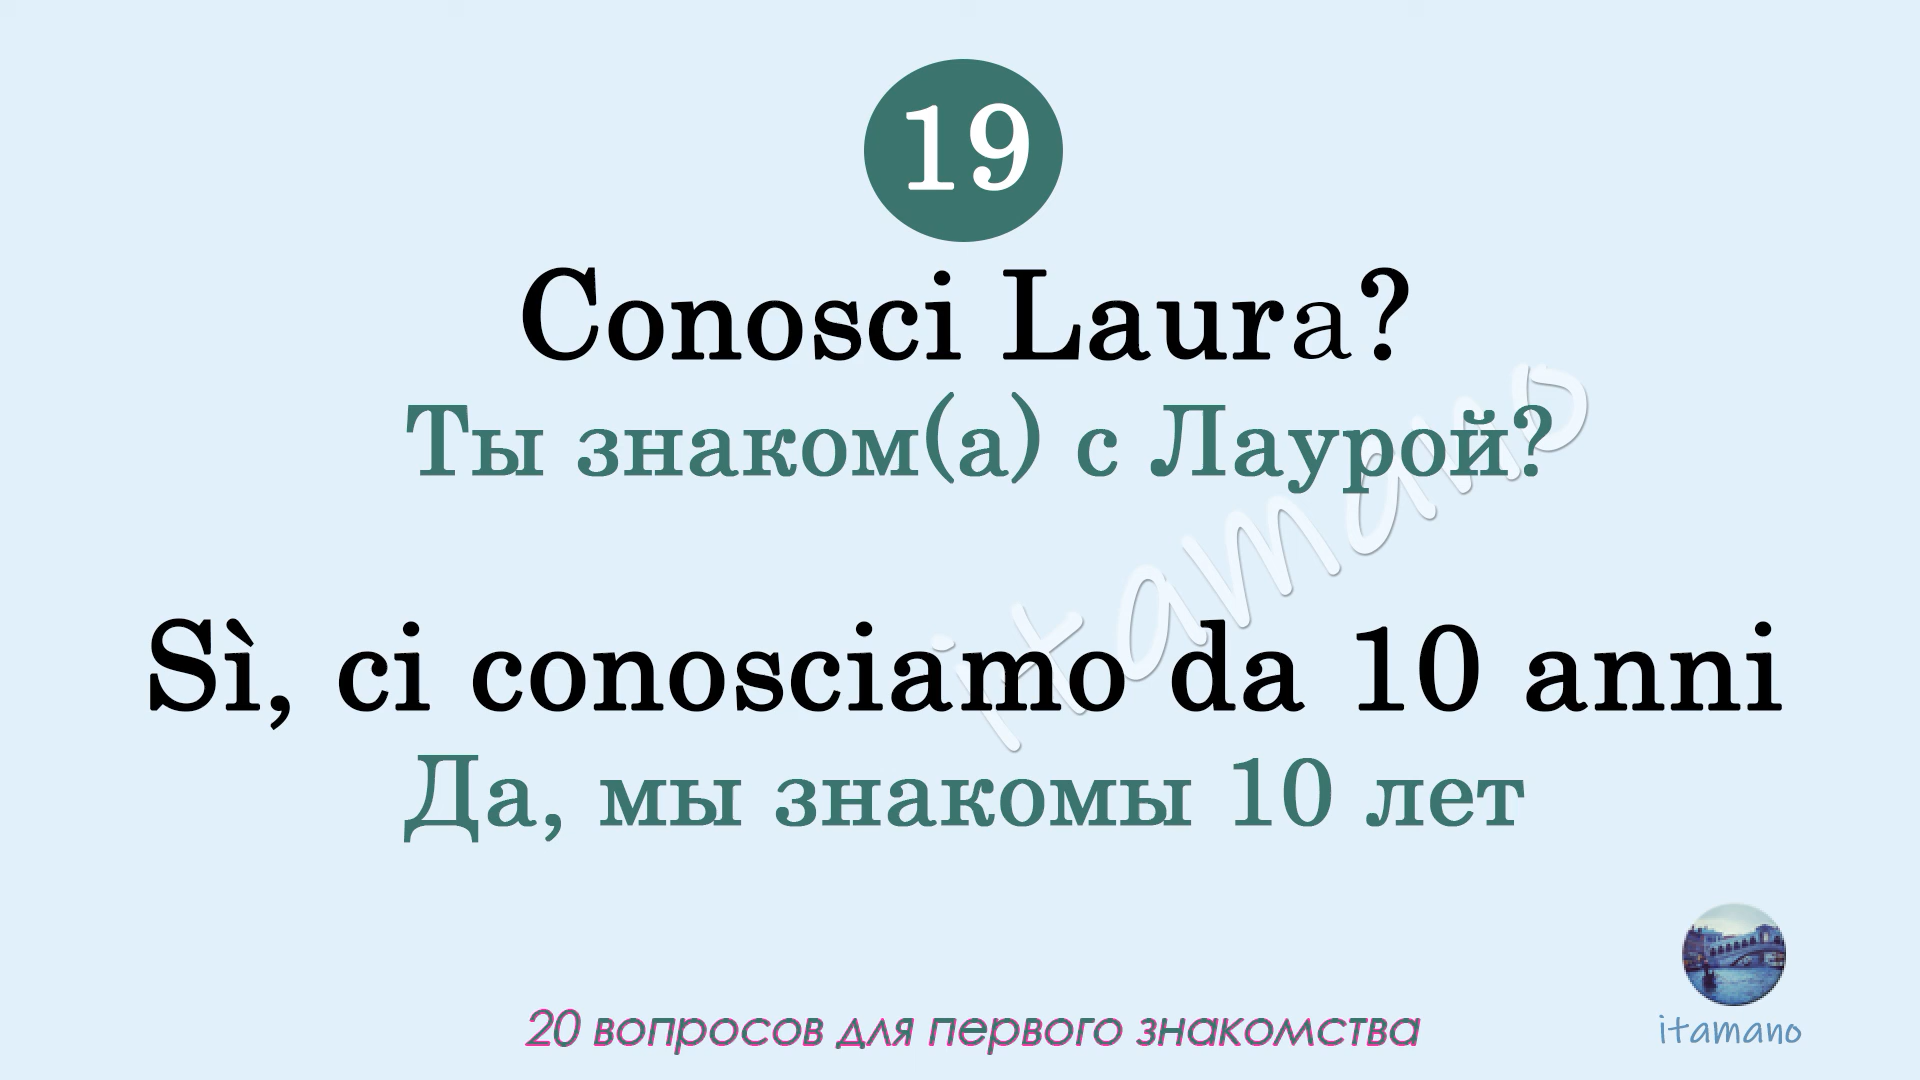 19
Conosci Laura?
Ты знаком(а) с Лаурой?
itamano
Sì, ci conosciamo da 10 anni
Да, мы знакомы 10 лет
20 вопросов для первого знакомства
itamano